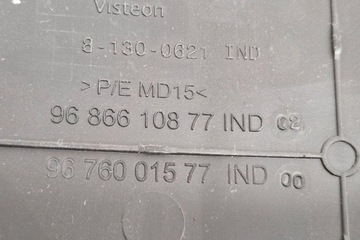 Visteon
8-130-0621 IND
>P/E MD15<
96 866 108 77 IND 02
96 760 015 77 IND 00